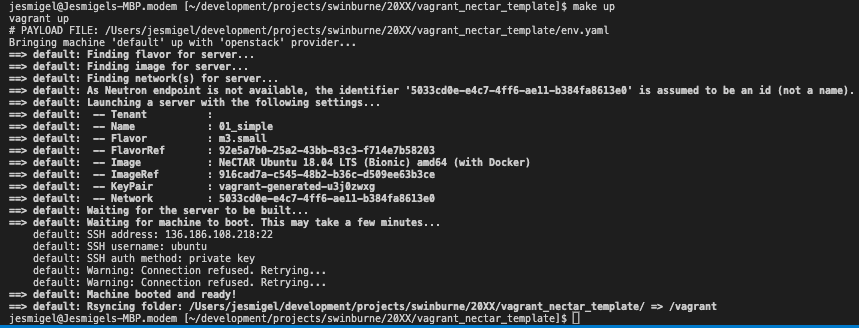 jesmigel@Jesmigels-MBP.modem [~/development/projects/swinburne/20XX/vagrant_nectar_template]$ make up
vagrant up
# PAYLOAD FILE: /Users/jesmigel/development/projects/swinburne/20XX/vagrant_nectar_template/env.yaml
Bringing machine 'default' up with 'openstack' provider...
==> default: Finding flavor for server...
==> default: Finding image for server...
==> default: Finding network(s) for server...
==> default: As Neutron endpoint is not available, the identifier '5033cd0e-e4c7-4ff6-ae11-b384fa8613e0' is assumed to be an id (not a name).
==> default: Launching a server with the following settings...
==> default:  -- Tenant          :
==> default:  -- Name            : 01_simple
==> default:  -- Flavor          : m3.small
==> default:  -- FlavorRef       : 92e5a7b0-25a2-43bb-83c3-f714e7b58203
==> default:  -- Image           : NeCTAR Ubuntu 18.04 LTS (Bionic) amd64 (with Docker)
==> default:  -- ImageRef        : 916cad7a-c545-48b2-b36c-d509ee63b3ce
==> default:  -- KeyPair         : vagrant-generated-u3j0zwxg
==> default:  -- Network         : 5033cd0e-e4c7-4ff6-ae11-b384fa8613e0
==> default: Waiting for the server to be built...
==> default: Waiting for machine to boot. This may take a few minutes...
    default: SSH address: 136.186.108.218:22
    default: SSH username: ubuntu
    default: SSH auth method: private key
    default: Warning: Connection refused. Retrying...
    default: Warning: Connection refused. Retrying...
==> default: Machine booted and ready!
==> default: Rsyncing folder: /Users/jesmigel/development/projects/swinburne/20XX/vagrant_nectar_template/ => /vagrant
jesmigel@Jesmigels-MBP.modem [~/development/projects/swinburne/20XX/vagrant_nectar_template]$